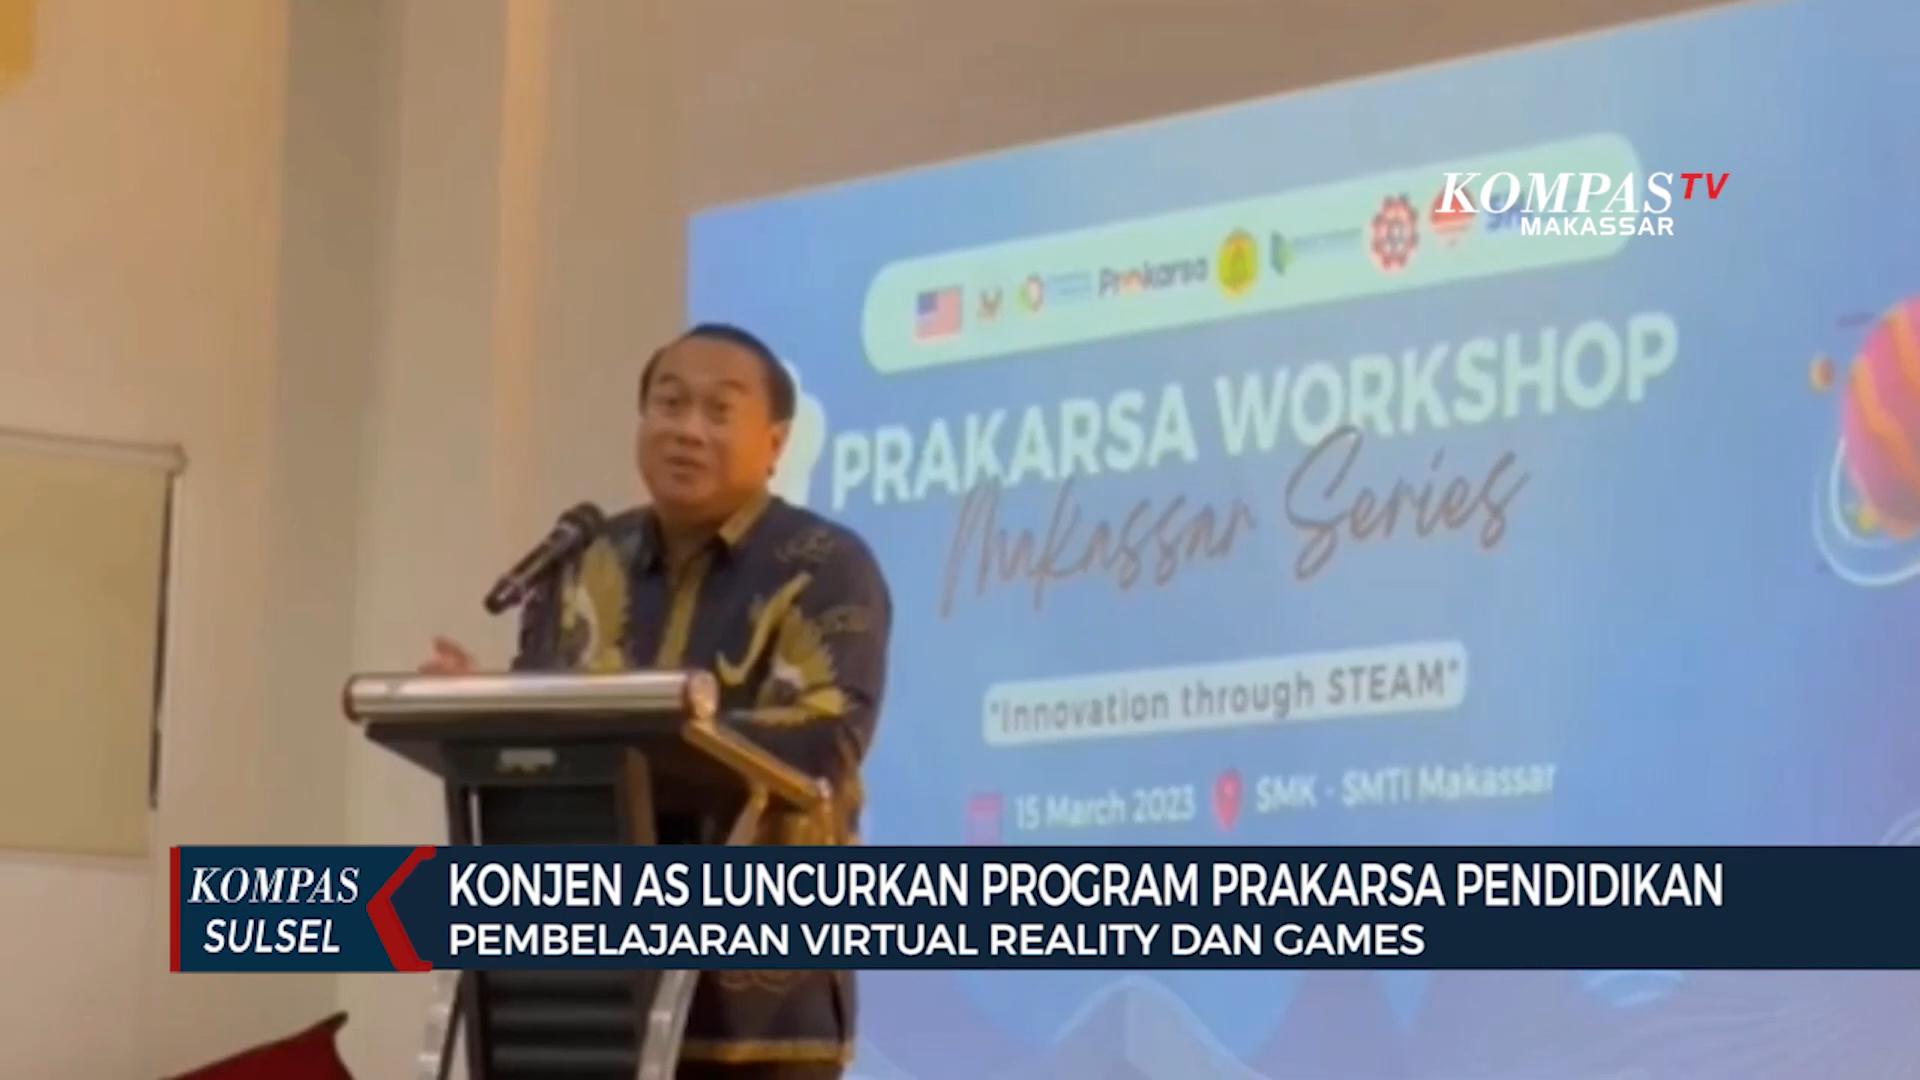 KOMPAS TV
MAKASSAR
Prakarsa
PRAKARSA WORKSHOP
Makassar Series
"Innovation through STEAM"
15 March 2023 SMK - SMTI Makassar
KOMPAS
SULSEL
KONJEN AS LUNCURKAN PROGRAM PRAKARSA PENDIDIKAN
PEMBELAJARAN VIRTUAL REALITY DAN GAMES